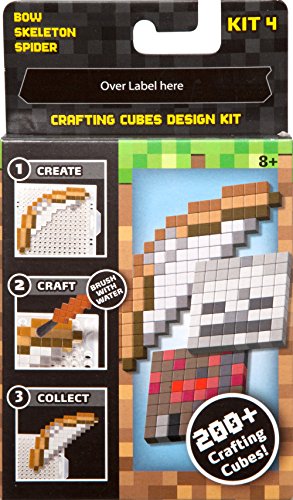 BOW
SKELETON
SPIDER
KIT 4
Over Label here
CRAFTING CUBES DESIGN KIT
8+
1 CREATE
2 CRAFT
BRUSH WITH WATER
3 COLLECT
200+
Crafting
Cubes!